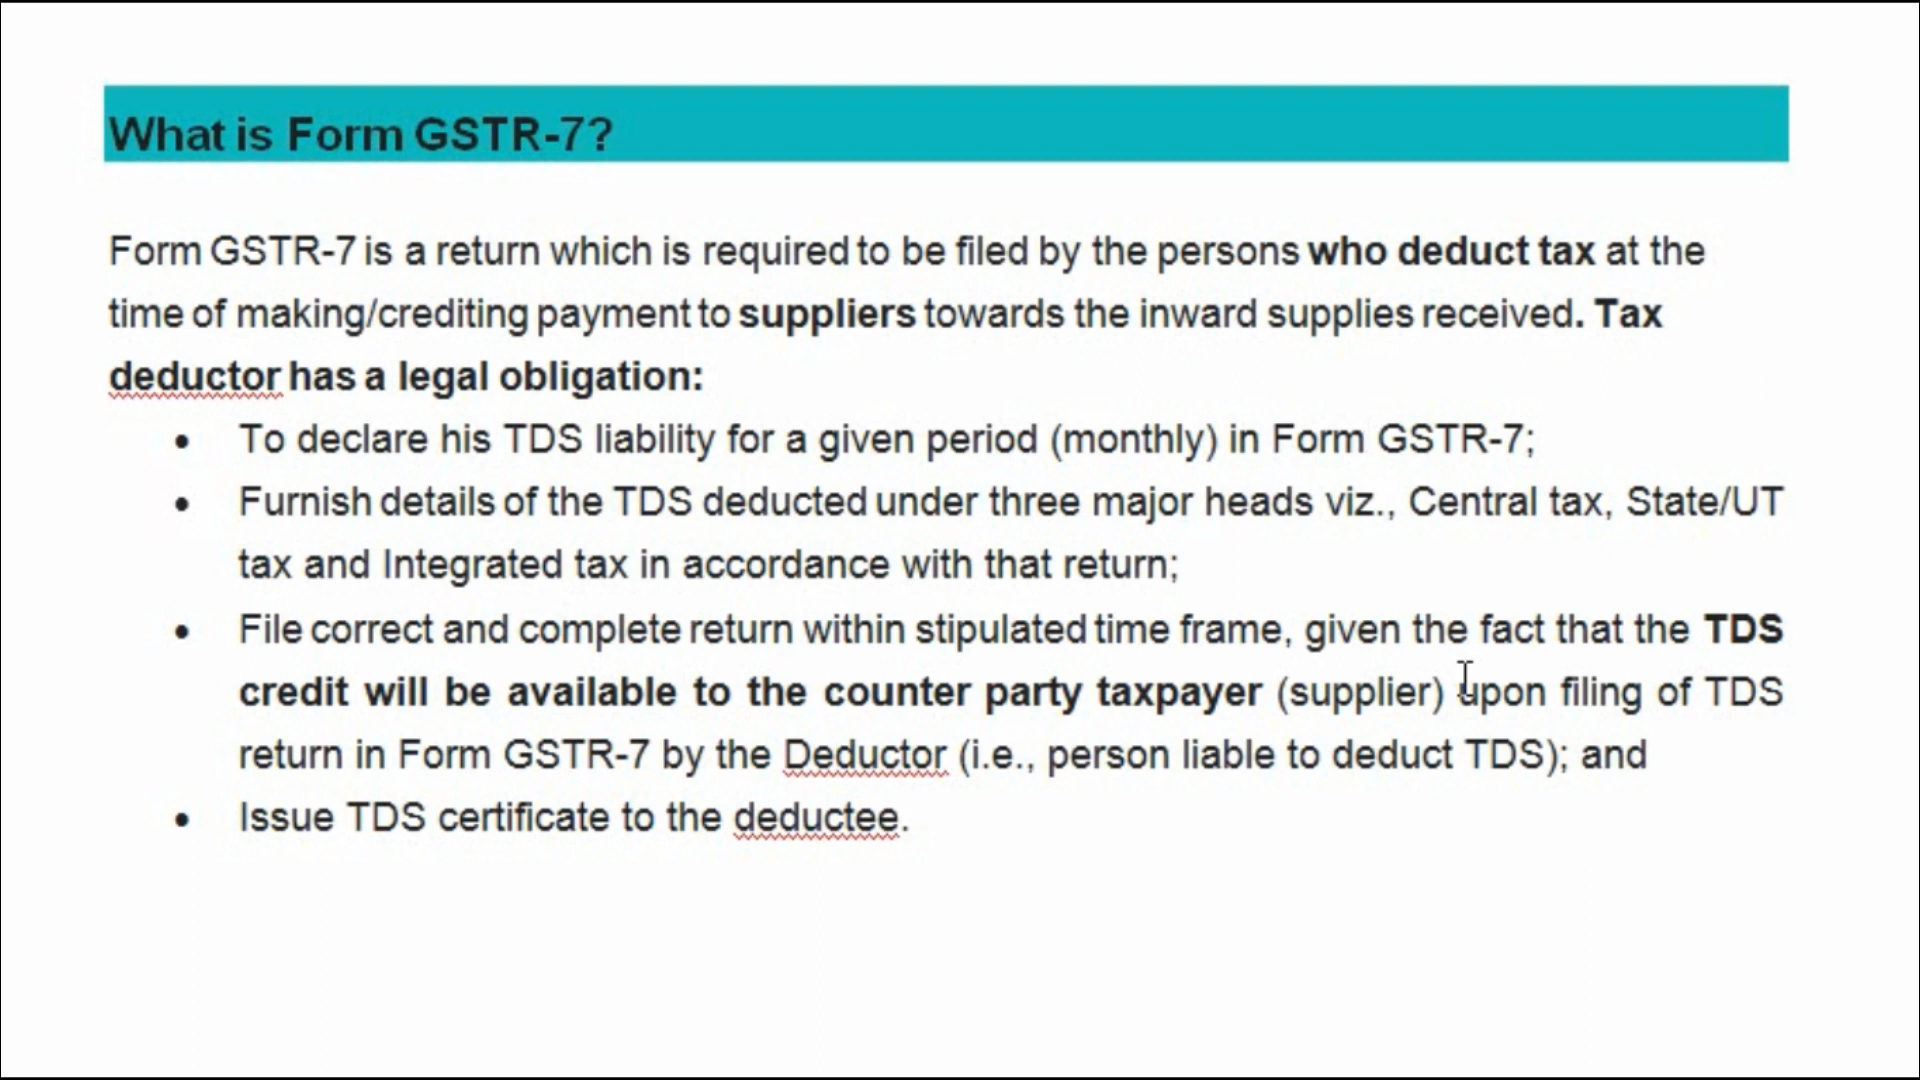 What is Form GSTR-7?
Form GSTR-7 is a return which is required to be filed by the persons who deduct tax at the
time of making/crediting payment to suppliers towards the inward supplies received. Tax
deductor has a legal obligation:
• To declare his TDS liability for a given period (monthly) in Form GSTR-7;
• Furnish details of the TDS deducted under three major heads viz., Central tax, State/UT
tax and Integrated tax in accordance with that return;
• File correct and complete return within stipulated time frame, given the fact that the TDS
credit will be available to the counter party taxpayer (supplier) upon filing of TDS
return in Form GSTR-7 by the Deductor (i.e., person liable to deduct TDS); and
• Issue TDS certificate to the deductee.